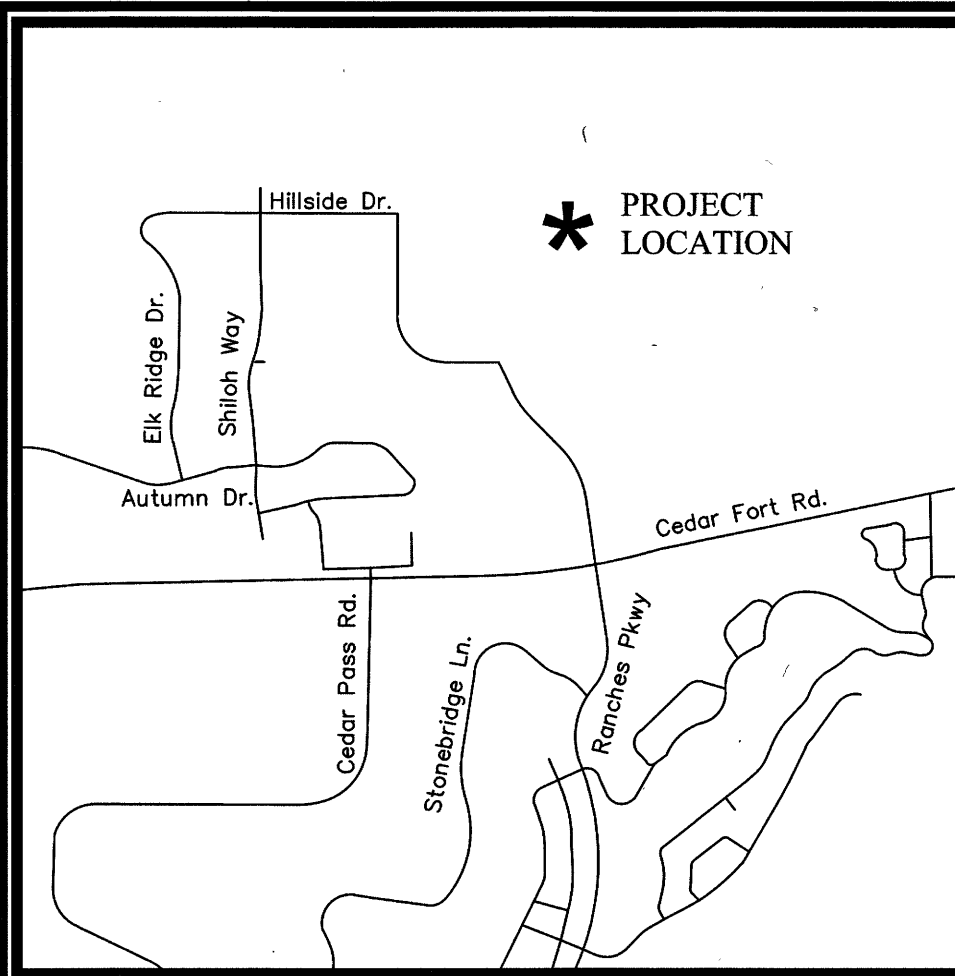 Hillside Dr.
* PROJECT
LOCATION
Elk Ridge Dr.
Shiloh Way
Autumn Dr.
Cedar Fort Rd.
Cedar Pass Rd.
Stonebridge Ln.
Ranches Pkwy